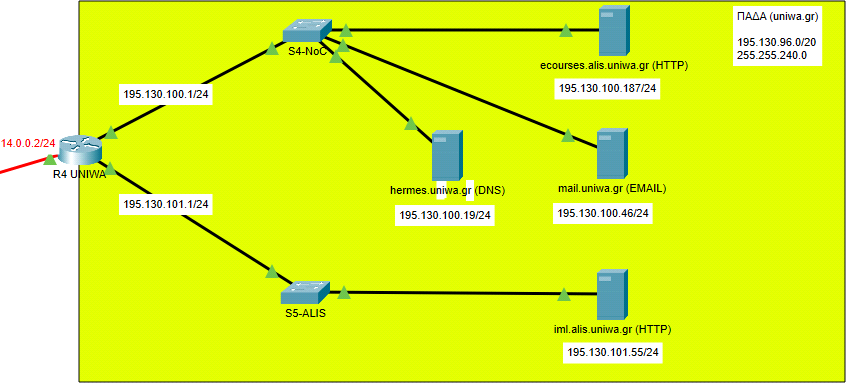 ΠΑΔΑ (uniwa.gr)
195.130.96.0/20
255.255.240.0
S4-NoC
ecourses.alis.uniwa.gr (HTTP)
195.130.100.187/24
195.130.100.1/24
14.0.0.2/24
R4 UNIWA
hermes.uniwa.gr (DNS)
195.130.100.19/24
mail.uniwa.gr (EMAIL)
195.130.100.46/24
195.130.101.1/24
S5-ALIS
iml.alis.uniwa.gr (HTTP)
195.130.101.55/24